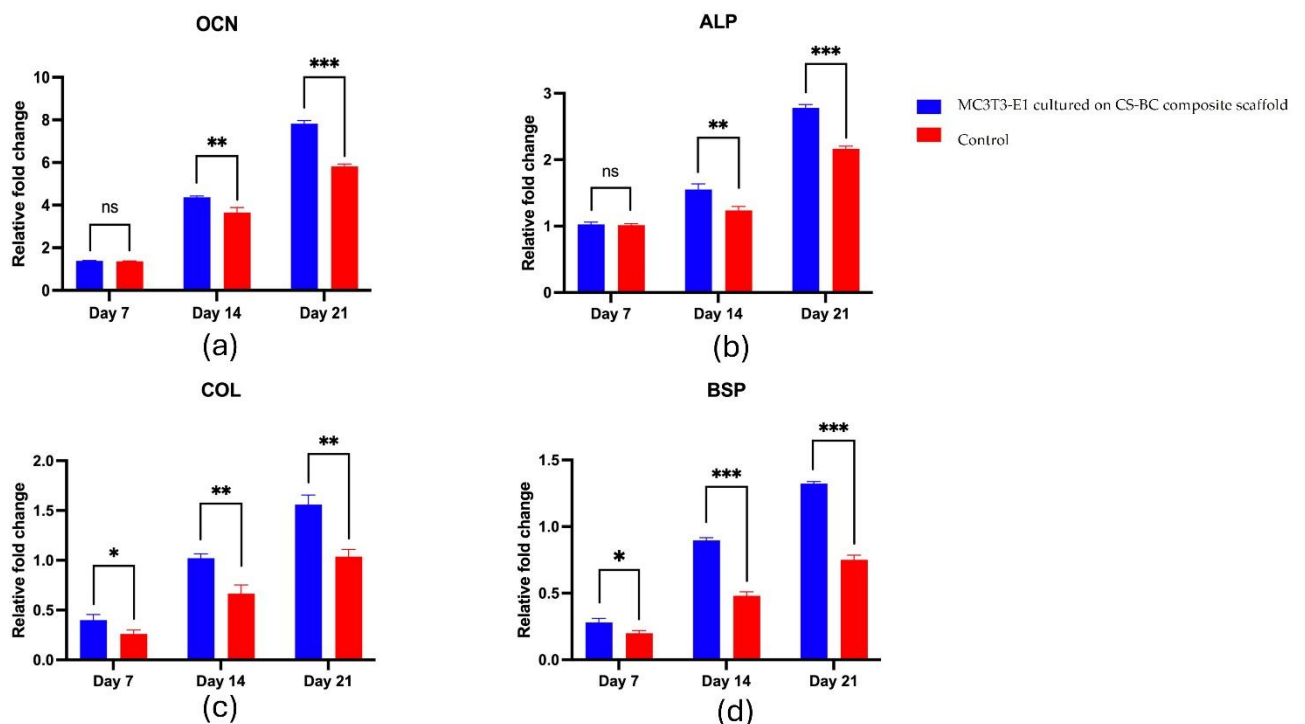 OCN
Relative fold change
10
8
6
4
2
0
ns
**
***
Day 7
Day 14
Day 21
(a)
ALP
Relative fold change
3
2
1
0
ns
**
***
Day 7
Day 14
Day 21
(b)
MC3T3-E1 cultured on CS-BC composite scaffold
Control
COL
Relative fold change
2.0
1.5
1.0
0.5
0.0
*
**
**
Day 7
Day 14
Day 21
(c)
BSP
Relative fold change
1.5
1.0
0.5
0.0
*
***
***
Day 7
Day 14
Day 21
(d)